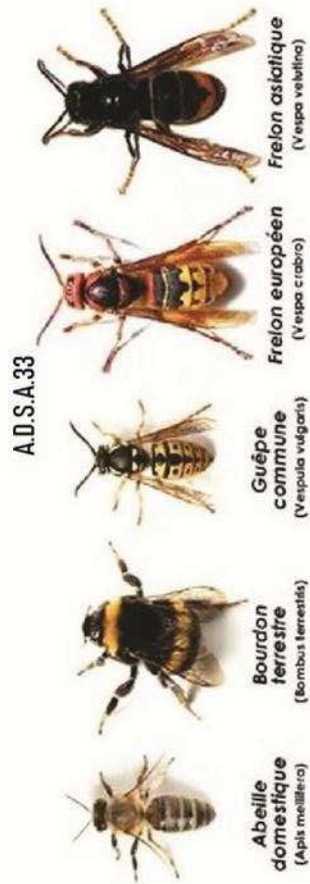 A.D.S.A.33
Abeille
domestique
(Apis mellifera)
Bourdon
terrestre
(Bombus terrestris)
Guêpe
commune
(Vespula vulgaris)
Frelon européen
(Vespa crabro)
Frelon asiatique
(Vespa velutina)